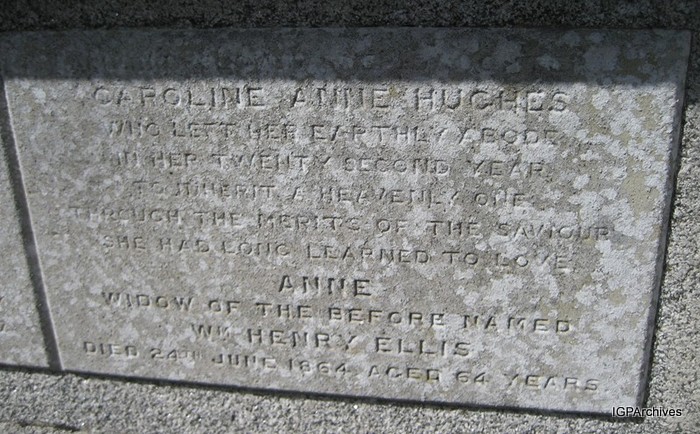 CAROLINE ANNE HUGHES
WHO LEFT HER EARTHLY ABODE
IN HER TWENTY SECOND YEAR,
TO INHERIT A HEAVENLY ONE,
THROUGH THE MERITS OF THE SAVIOUR
SHE HAD LONG LEARNED TO LOVE.
ANNE
WIDOW OF THE BEFORE NAMED
WM HENRY ELLIS
DIED 24TH JUNE 1864 AGED 64 YEARS
IGPArchives